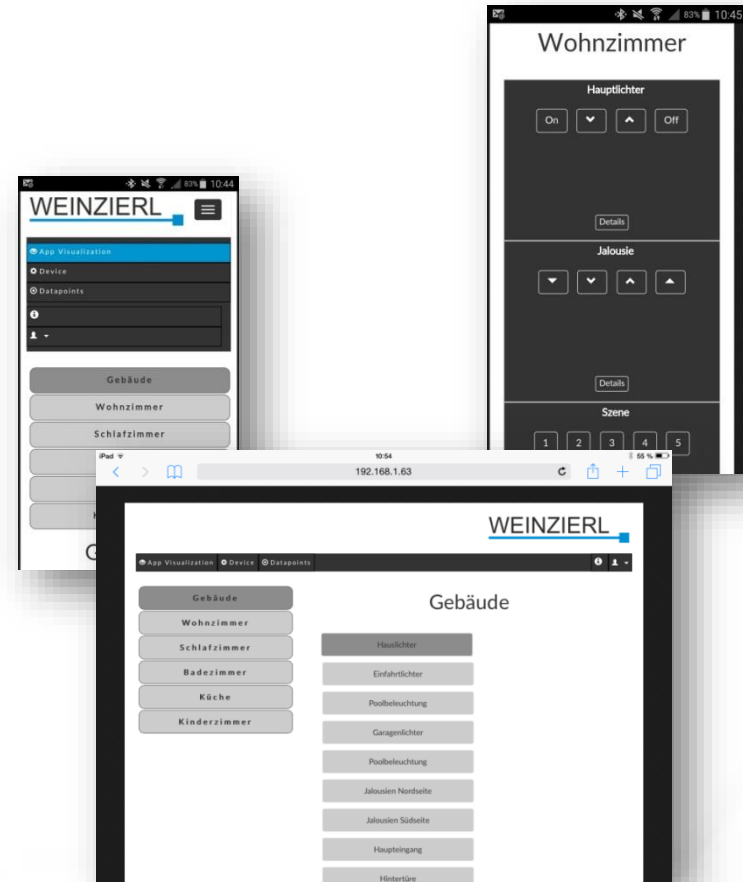 83% 10:45
Wohnzimmer
Hauptlichter
On Off
Details
Jalousie
Details
Szene
1 2 3 4 5
83% 10:44
WEINZIERL
App Visualization
Device
Datapoints
Gebäude
Wohnzimmer
Schlafzimmer
iPad 10:54 55 %
192.168.1.63
WEINZIERL
App Visualization Device Datapoints
Gebäude
Wohnzimmer
Schlafzimmer
Badezimmer
Küche
Kinderzimmer
Gebäude
Hauslichter
Einfahrtlichter
Poolbeleuchtung
Garagenlichter
Poolbeleuchtung
Jalousien Nordseite
Jalousien Südseite
Haupteingang
Hintertüre